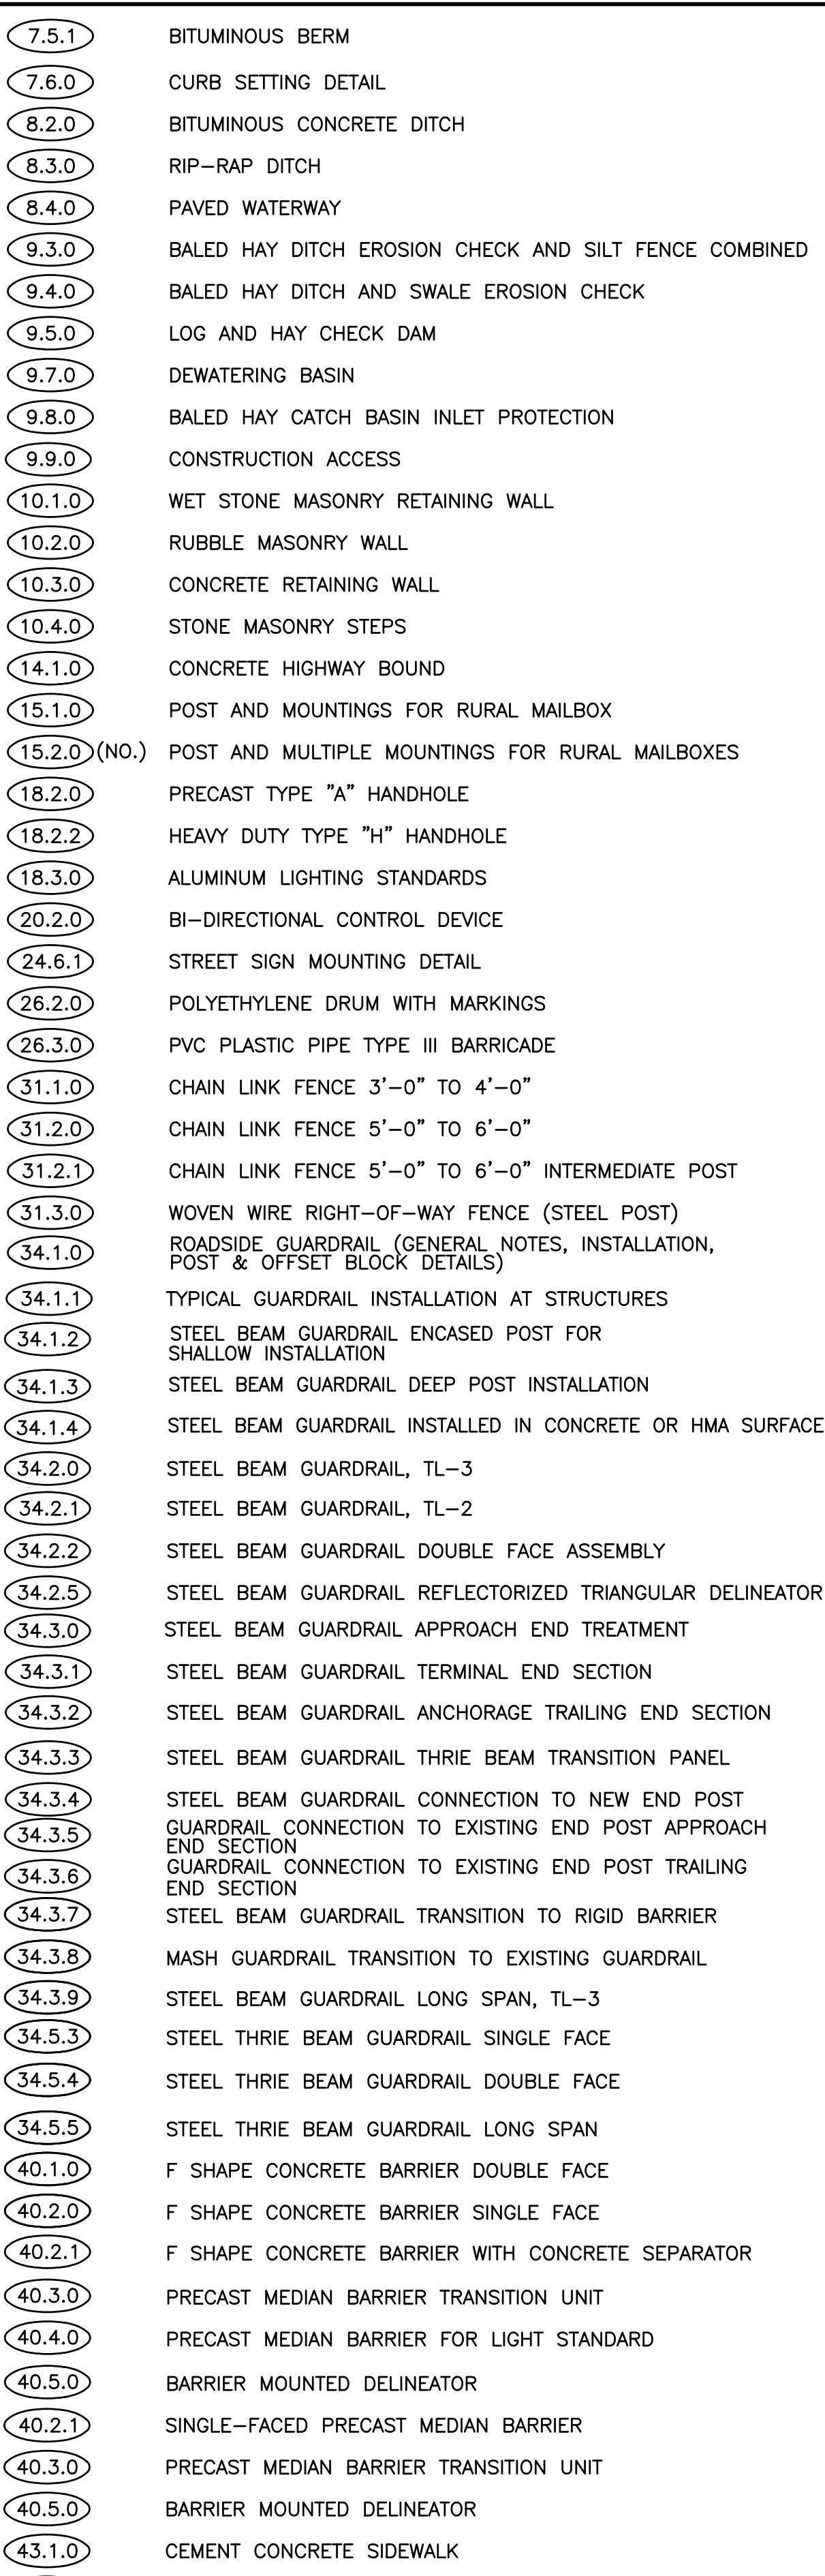 7.5.1 BITUMINOUS BERM
7.6.0 CURB SETTING DETAIL
8.2.0 BITUMINOUS CONCRETE DITCH
8.3.0 RIP-RAP DITCH
8.4.0 PAVED WATERWAY
9.3.0 BALED HAY DITCH EROSION CHECK AND SILT FENCE COMBINED
9.4.0 BALED HAY DITCH AND SWALE EROSION CHECK
9.5.0 LOG AND HAY CHECK DAM
9.7.0 DEWATERING BASIN
9.8.0 BALED HAY CATCH BASIN INLET PROTECTION
9.9.0 CONSTRUCTION ACCESS
10.1.0 WET STONE MASONRY RETAINING WALL
10.2.0 RUBBLE MASONRY WALL
10.3.0 CONCRETE RETAINING WALL
10.4.0 STONE MASONRY STEPS
14.1.0 CONCRETE HIGHWAY BOUND
15.1.0 POST AND MOUNTINGS FOR RURAL MAILBOX
15.2.0 (NO.) POST AND MULTIPLE MOUNTINGS FOR RURAL MAILBOXES
18.2.0 PRECAST TYPE "A" HANDHOLE
18.2.2 HEAVY DUTY TYPE "H" HANDHOLE
18.3.0 ALUMINUM LIGHTING STANDARDS
20.2.0 BI-DIRECTIONAL CONTROL DEVICE
24.6.1 STREET SIGN MOUNTING DETAIL
26.2.0 POLYETHYLENE DRUM WITH MARKINGS
26.3.0 PVC PLASTIC PIPE TYPE III BARRICADE
31.1.0 CHAIN LINK FENCE 3'-0" TO 4'-0"
31.2.0 CHAIN LINK FENCE 5'-0" TO 6'-0"
31.2.1 CHAIN LINK FENCE 5'-0" TO 6'-0" INTERMEDIATE POST
31.3.0 WOVEN WIRE RIGHT-OF-WAY FENCE (STEEL POST)
34.1.0 ROADSIDE GUARDRAIL (GENERAL NOTES, INSTALLATION,
POST & OFFSET BLOCK DETAILS)
34.1.1 TYPICAL GUARDRAIL INSTALLATION AT STRUCTURES
34.1.2 STEEL BEAM GUARDRAIL ENCASED POST FOR
SHALLOW INSTALLATION
34.1.3 STEEL BEAM GUARDRAIL DEEP POST INSTALLATION
34.1.4 STEEL BEAM GUARDRAIL INSTALLED IN CONCRETE OR HMA SURFACE
34.2.0 STEEL BEAM GUARDRAIL, TL-3
34.2.1 STEEL BEAM GUARDRAIL, TL-2
34.2.2 STEEL BEAM GUARDRAIL DOUBLE FACE ASSEMBLY
34.2.5 STEEL BEAM GUARDRAIL REFLECTORIZED TRIANGULAR DELINEATOR
34.3.0 STEEL BEAM GUARDRAIL APPROACH END TREATMENT
34.3.1 STEEL BEAM GUARDRAIL TERMINAL END SECTION
34.3.2 STEEL BEAM GUARDRAIL ANCHORAGE TRAILING END SECTION
34.3.3 STEEL BEAM GUARDRAIL THRIE BEAM TRANSITION PANEL
34.3.4 STEEL BEAM GUARDRAIL CONNECTION TO NEW END POST
34.3.5 GUARDRAIL CONNECTION TO EXISTING END POST APPROACH
END SECTION
34.3.6 GUARDRAIL CONNECTION TO EXISTING END POST TRAILING
END SECTION
34.3.7 STEEL BEAM GUARDRAIL TRANSITION TO RIGID BARRIER
34.3.8 MASH GUARDRAIL TRANSITION TO EXISTING GUARDRAIL
34.3.9 STEEL BEAM GUARDRAIL LONG SPAN, TL-3
34.5.3 STEEL THRIE BEAM GUARDRAIL SINGLE FACE
34.5.4 STEEL THRIE BEAM GUARDRAIL DOUBLE FACE
34.5.5 STEEL THRIE BEAM GUARDRAIL LONG SPAN
40.1.0 F SHAPE CONCRETE BARRIER DOUBLE FACE
40.2.0 F SHAPE CONCRETE BARRIER SINGLE FACE
40.2.1 F SHAPE CONCRETE BARRIER WITH CONCRETE SEPARATOR
40.3.0 PRECAST MEDIAN BARRIER TRANSITION UNIT
40.4.0 PRECAST MEDIAN BARRIER FOR LIGHT STANDARD
40.5.0 BARRIER MOUNTED DELINEATOR
40.2.1 SINGLE-FACED PRECAST MEDIAN BARRIER
40.3.0 PRECAST MEDIAN BARRIER TRANSITION UNIT
40.5.0 BARRIER MOUNTED DELINEATOR
43.1.0 CEMENT CONCRETE SIDEWALK